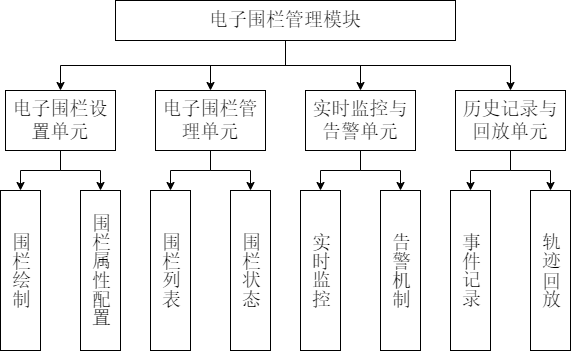 电子围栏管理模块
电子围栏设
置单元
电子围栏管
理单元
实时监控与
告警单元
历史记录与
回放单元
围栏绘制
围栏属性配置
围栏列表
围栏状态
实时监控
告警机制
事件记录
轨迹回放